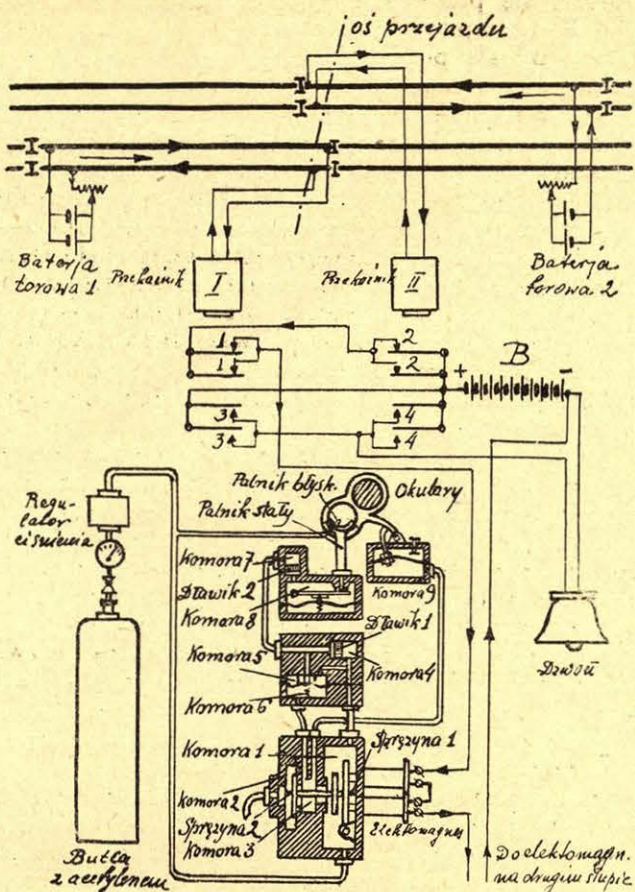 oś przejazdu
Baterja
torowa 1
Przekaźnik
I
Przekaźnik
II
Baterja
torowa 2
1
1
2
2
3
3
4
4
B
+
-
Palnik błysk.
Okulary
Palnik stały
Regu-
lator
ciśnienia
Komora 7
Dławik 2
Komora 8
Komora 9
Dławik 1
Komora 5
Komora 4
Komora 6
Dzwon
Komora 1
Sprężyna 1
Komora 2
Sprężyna 2
Komora 3
Elektomagnes
Butla
z acetylenem
Do elektomagn.
na drugim słupie